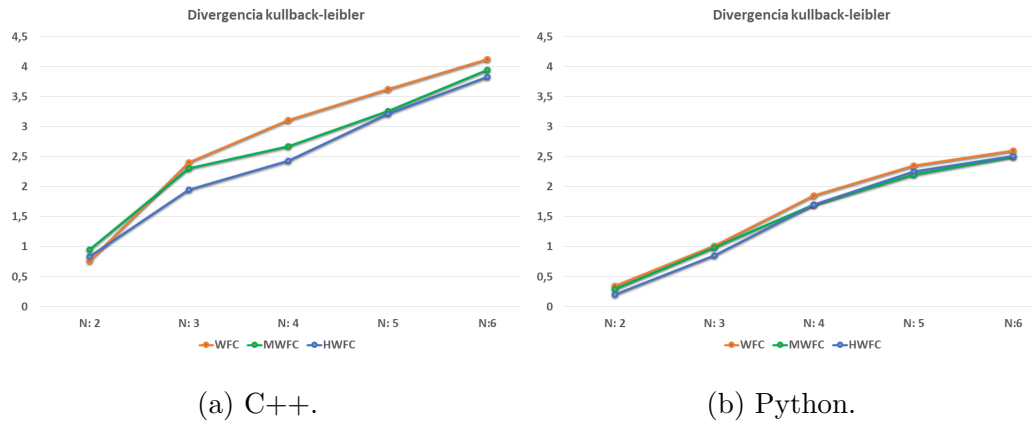 Divergencia kullback-leibler
4,5
4
3,5
3
2,5
2
1,5
1
0,5
0
N: 2 N: 3 N: 4 N: 5 N:6
WFC MWFC HWFC
(a) C++.
Divergencia kullback-leibler
4,5
4
3,5
3
2,5
2
1,5
1
0,5
0
N: 2 N: 3 N: 4 N: 5 N: 6
WFC MWFC HWFC
(b) Python.